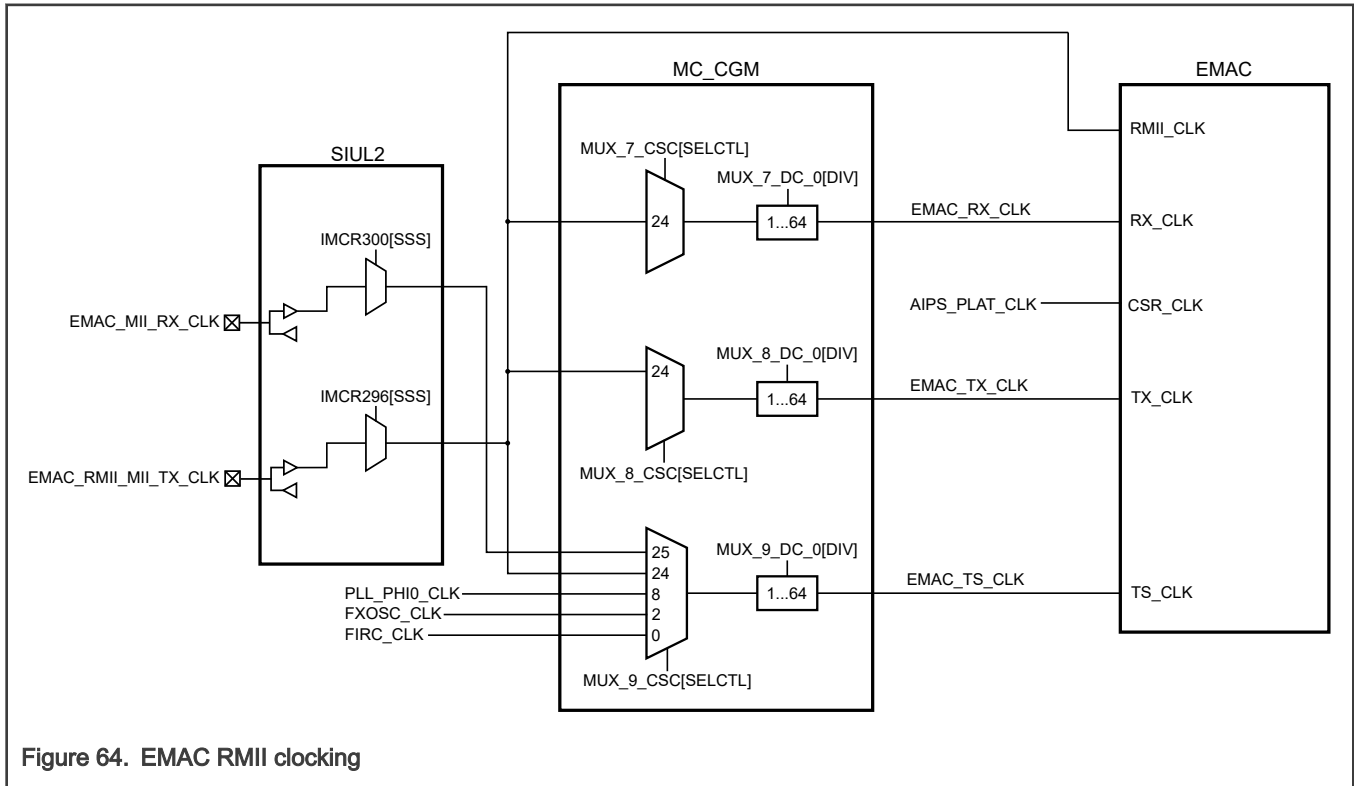 MC_CGM
EMAC
SIUL2
RMII_CLK
MUX_7_CSC[SELCTL]
MUX_7_DC_0[DIV]
24
1...64
EMAC_RX_CLK
RX_CLK
IMCR300[SSS]
EMAC_MII_RX_CLK
AIPS_PLAT_CLK
CSR_CLK
MUX_8_DC_0[DIV]
24
1...64
EMAC_TX_CLK
TX_CLK
IMCR296[SSS]
MUX_8_CSC[SELCTL]
EMAC_RMII_MII_TX_CLK
25
24
8
2
0
MUX_9_DC_0[DIV]
1...64
EMAC_TS_CLK
TS_CLK
PLL_PHI0_CLK
FXOSC_CLK
FIRC_CLK
MUX_9_CSC[SELCTL]
Figure 64. EMAC RMII clocking